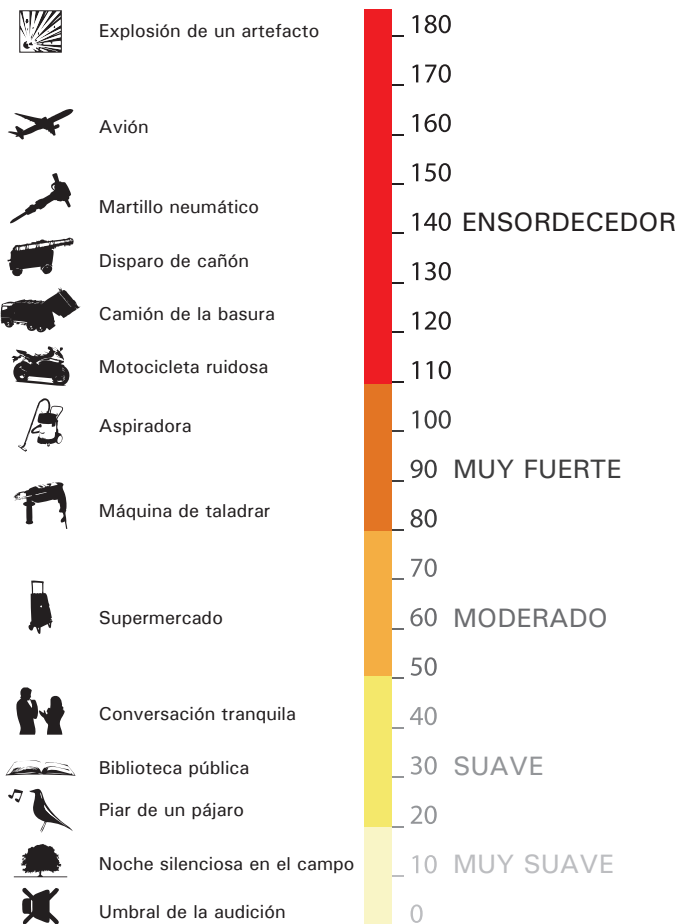 Explosión de un artefacto 180
170
Avión 160
150
Martillo neumático
140 ENSORDECEDOR
Disparo de cañón
130
Camión de la basura 120
Motocicleta ruidosa 110
Aspiradora 100
90 MUY FUERTE
Máquina de taladrar 80
70
Supermercado 60 MODERADO
50
Conversación tranquila 40
Biblioteca pública 30 SUAVE
Piar de un pájaro 20
Noche silenciosa en el campo 10 MUY SUAVE
Umbral de la audición 0